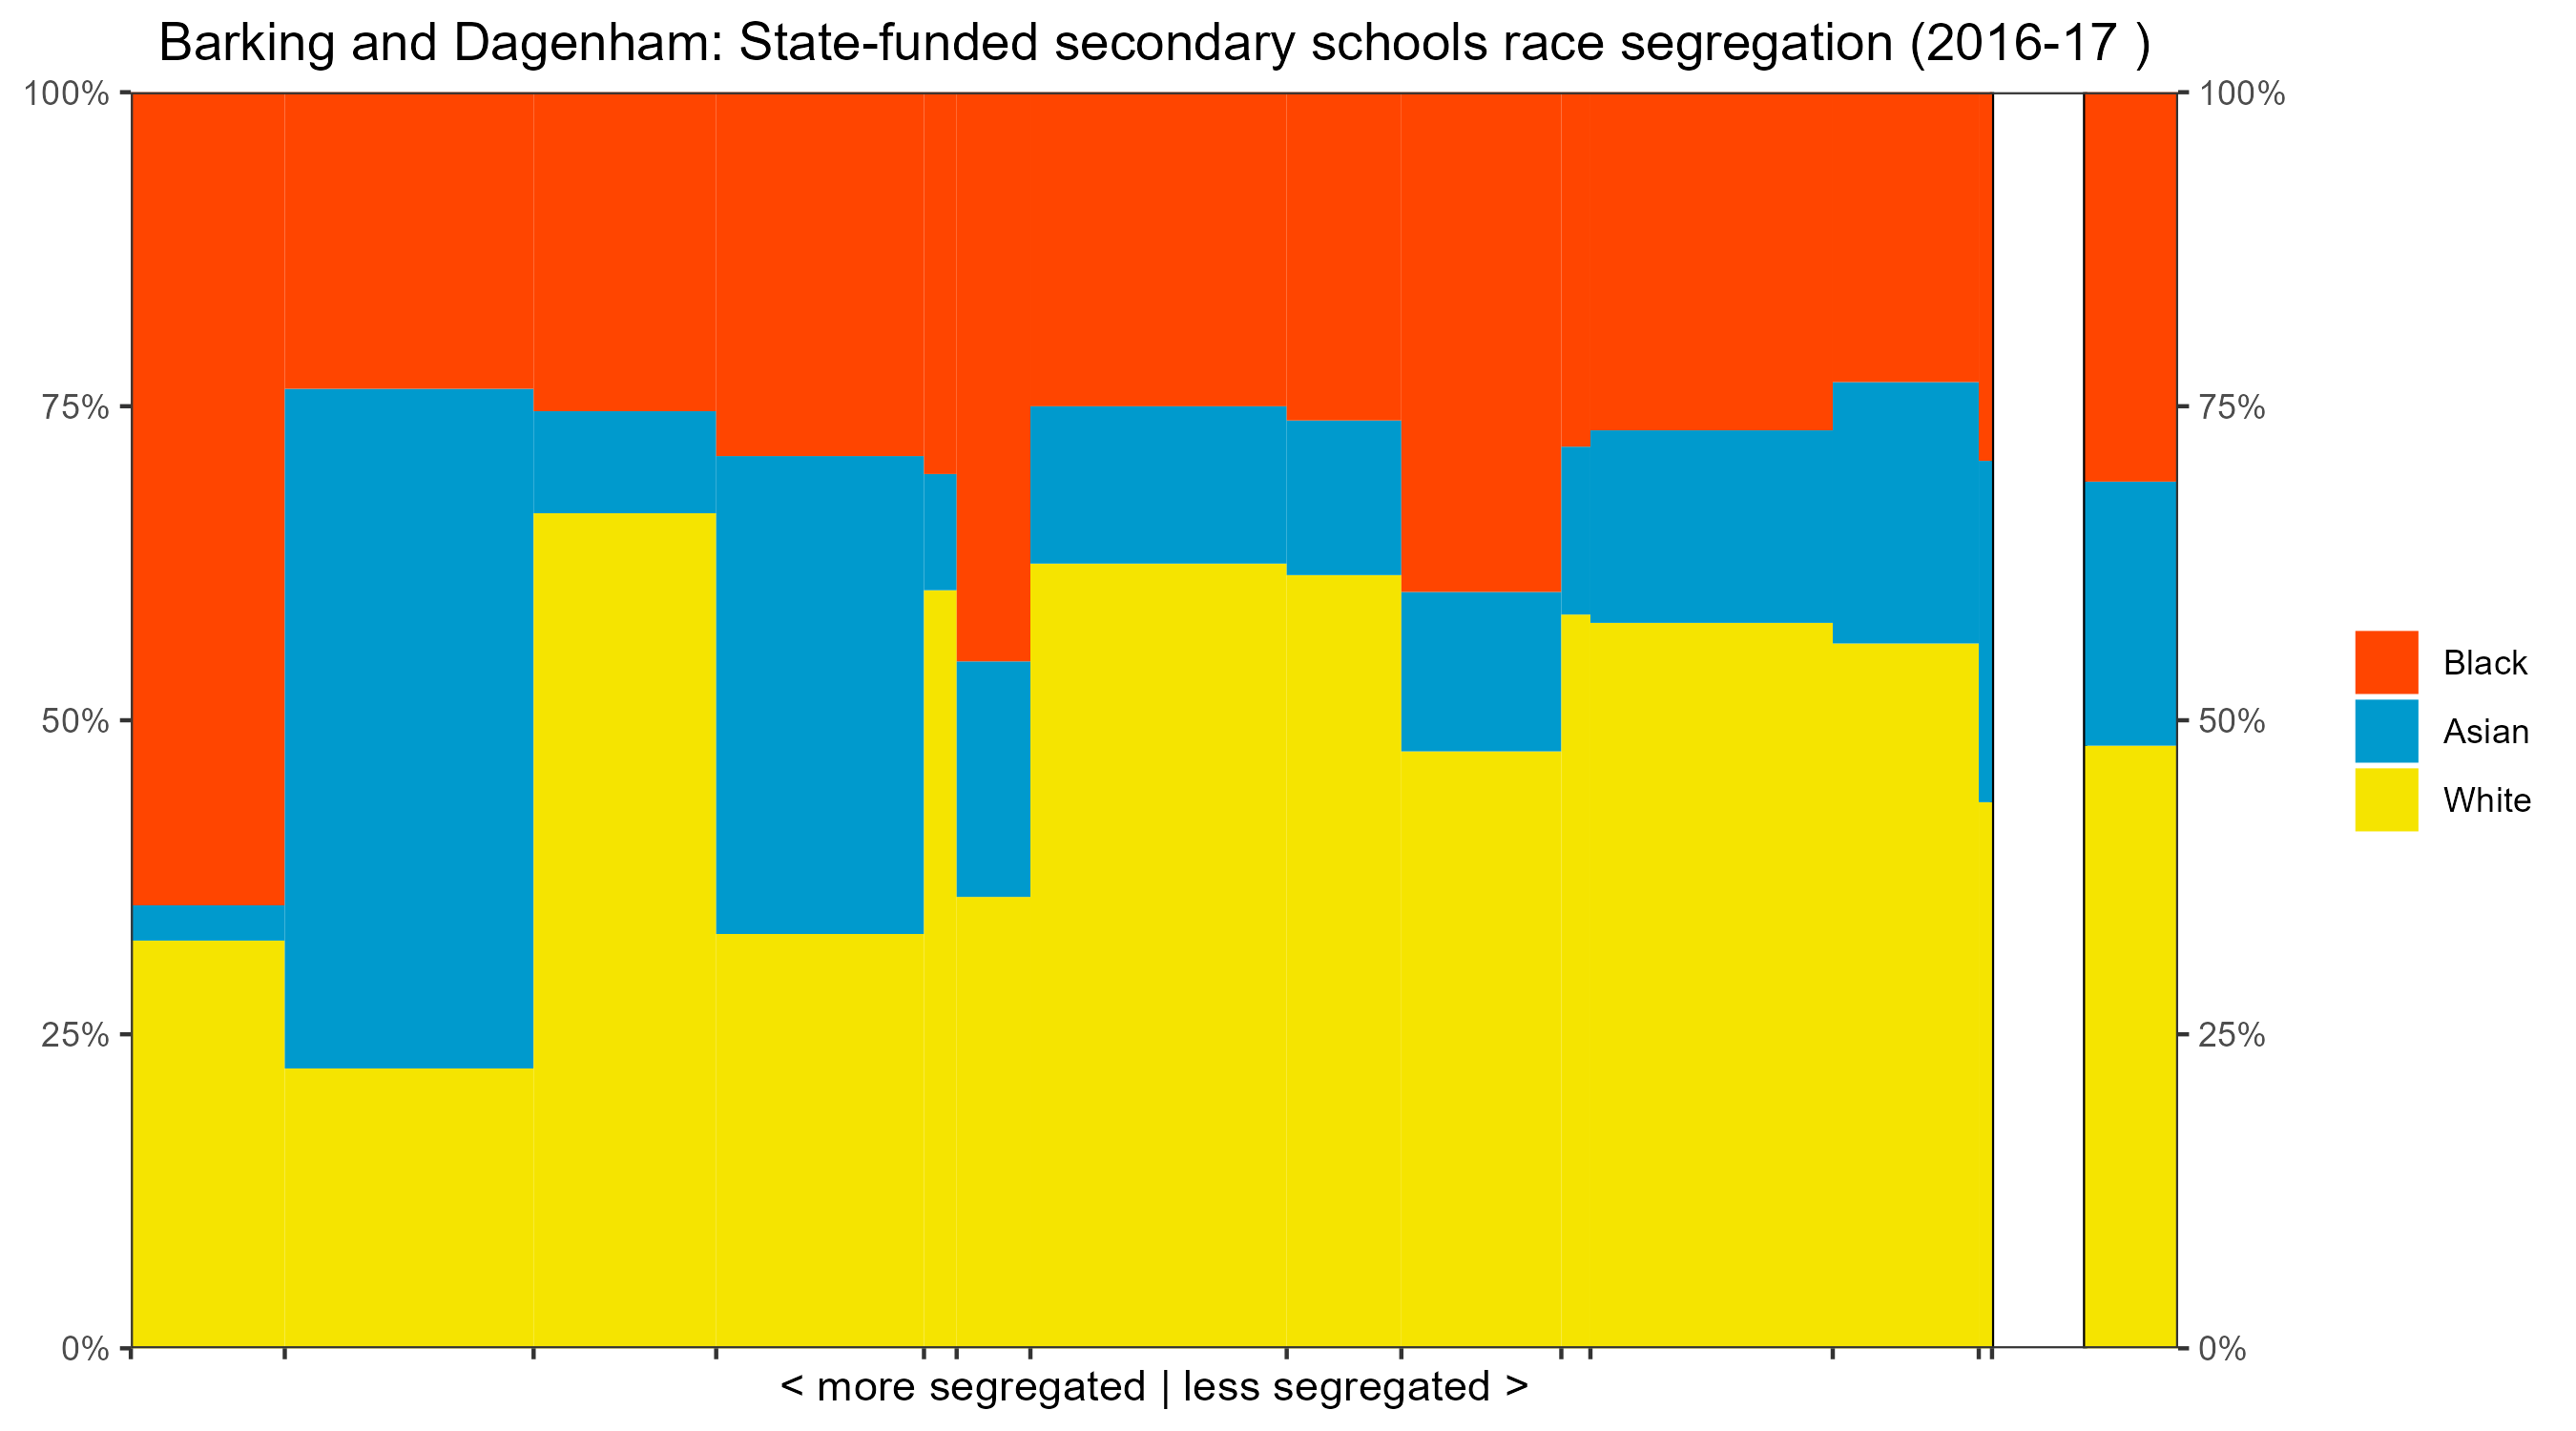 Barking and Dagenham: State-funded secondary schools race segregation (2016-17 )
100%
75%
50%
25%
0%
100%
75%
50%
25%
0%
Black
Asian
White
< more segregated | less segregated >